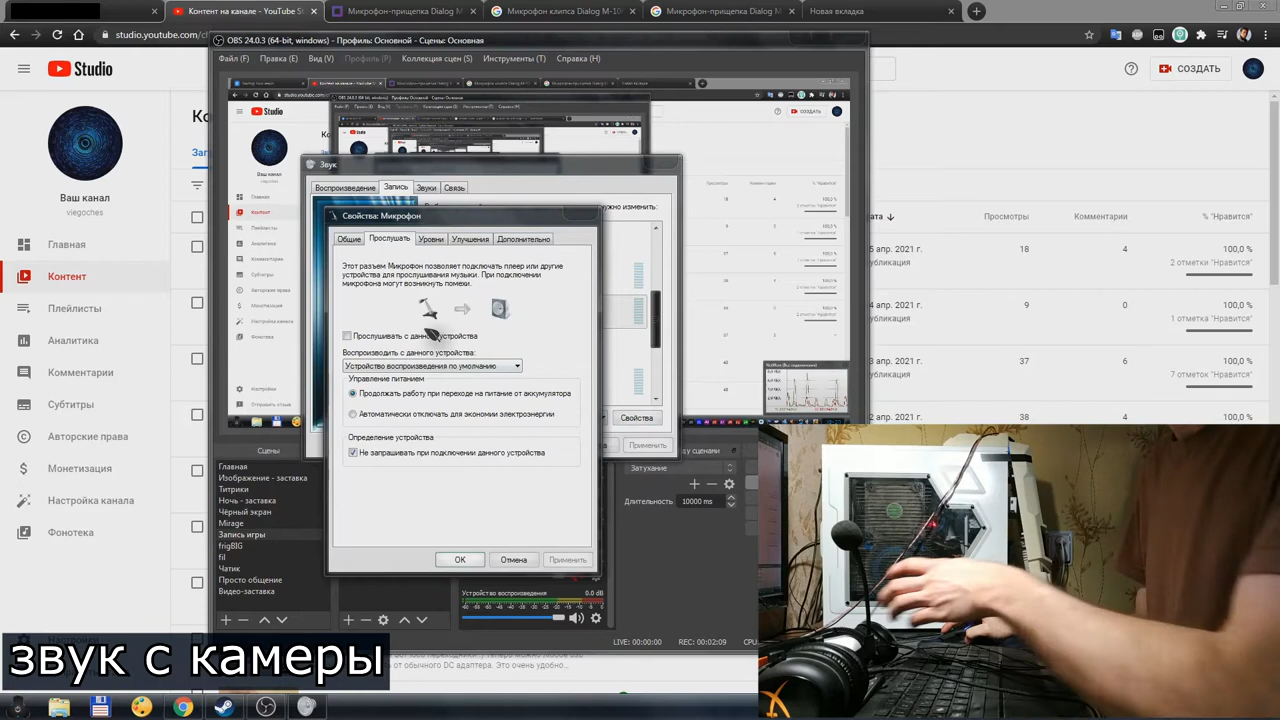 Контент на канале - YouTube S
Микрофон-прищепка Dialog M
Микрофон клипса Dialog M-10
Микрофон-прищепка Dialog M
Новая вкладка
studio.youtube.com/c
OBS 24.0.3 (64-bit, windows) - Профиль: Основной - Сцены: Основная
Файл (F) Правка (E) Вид (V) Профиль (P) Коллекция сцен (S) Инструменты (T) Справка (H)
Studio
СОЗДАТЬ
Ваш канал
viegoches
Главная
Контент
Плейлисты
Аналитика
Комментарии
Субтитры
Авторские права
Монетизация
Настройка канала
Фонотека
Звук
Воспроизведение Запись Звуки Связь
нужно изменить:
Свойства
Применить
Свойства: Микрофон
Общие Прослушать Уровни Улучшения Дополнительно
Этот разъем Микрофон позволяет подключать плеер или другие
устройства для прослушивания музыки. При подключении
микрофона могут возникнуть помехи.
Прослушивать с данного устройства
Воспроизводить с данного устройства:
Устройство воспроизведения по умолчанию
Управление питанием
Продолжать работу при переходе на питание от аккумулятора
Автоматически отключать для экономии электроэнергии
Определение устройства
Не запрашивать при подключении данного устройства
ОК Отмена Применить
Просмотры Комментарии % "Нравится"
5 апр. 2021 г. 18 4 100,0 %
убликация 2 отметки "Нравится"
4 апр. 2021 г. 9 0 100,0 %
убликация 1 отметка "Нравится"
37 6 100,0 %
7 отметок "Нравится"
38 4 100,0 %
Сцены
Главная
Изображение - заставка
Титрики
Ночь - заставка
Чёрный экран
Mirage
Запись игры
frigBIG
fil
Чатик
Просто общение
Видео-заставка
Затухание
Длительность 10000 ms
Устройство воспроизведения 0.0 dB
LIVE: 00:00:00 REC: 00:02:09 CPU:
от обычного DC адаптера. Это очень удобно...
звук с камеры